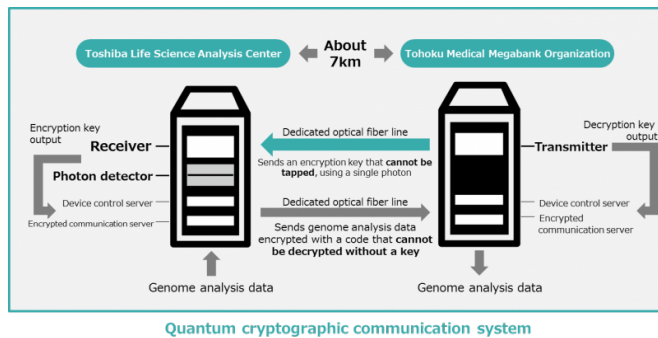 Toshiba Life Science Analysis Center
About
7km
Tohoku Medical Megabank Organization
Encryption key
output
Receiver
Photon detector
Device control server
Encrypted communication server
Dedicated optical fiber line
Sends an encryption key that cannot be
tapped, using a single photon
Dedicated optical fiber line
Sends genome analysis data
encrypted with a code that cannot
be decrypted without a key
Decryption key
output
Transmitter
Device control server
Encrypted
communication server
Genome analysis data
Genome analysis data
Quantum cryptographic communication system